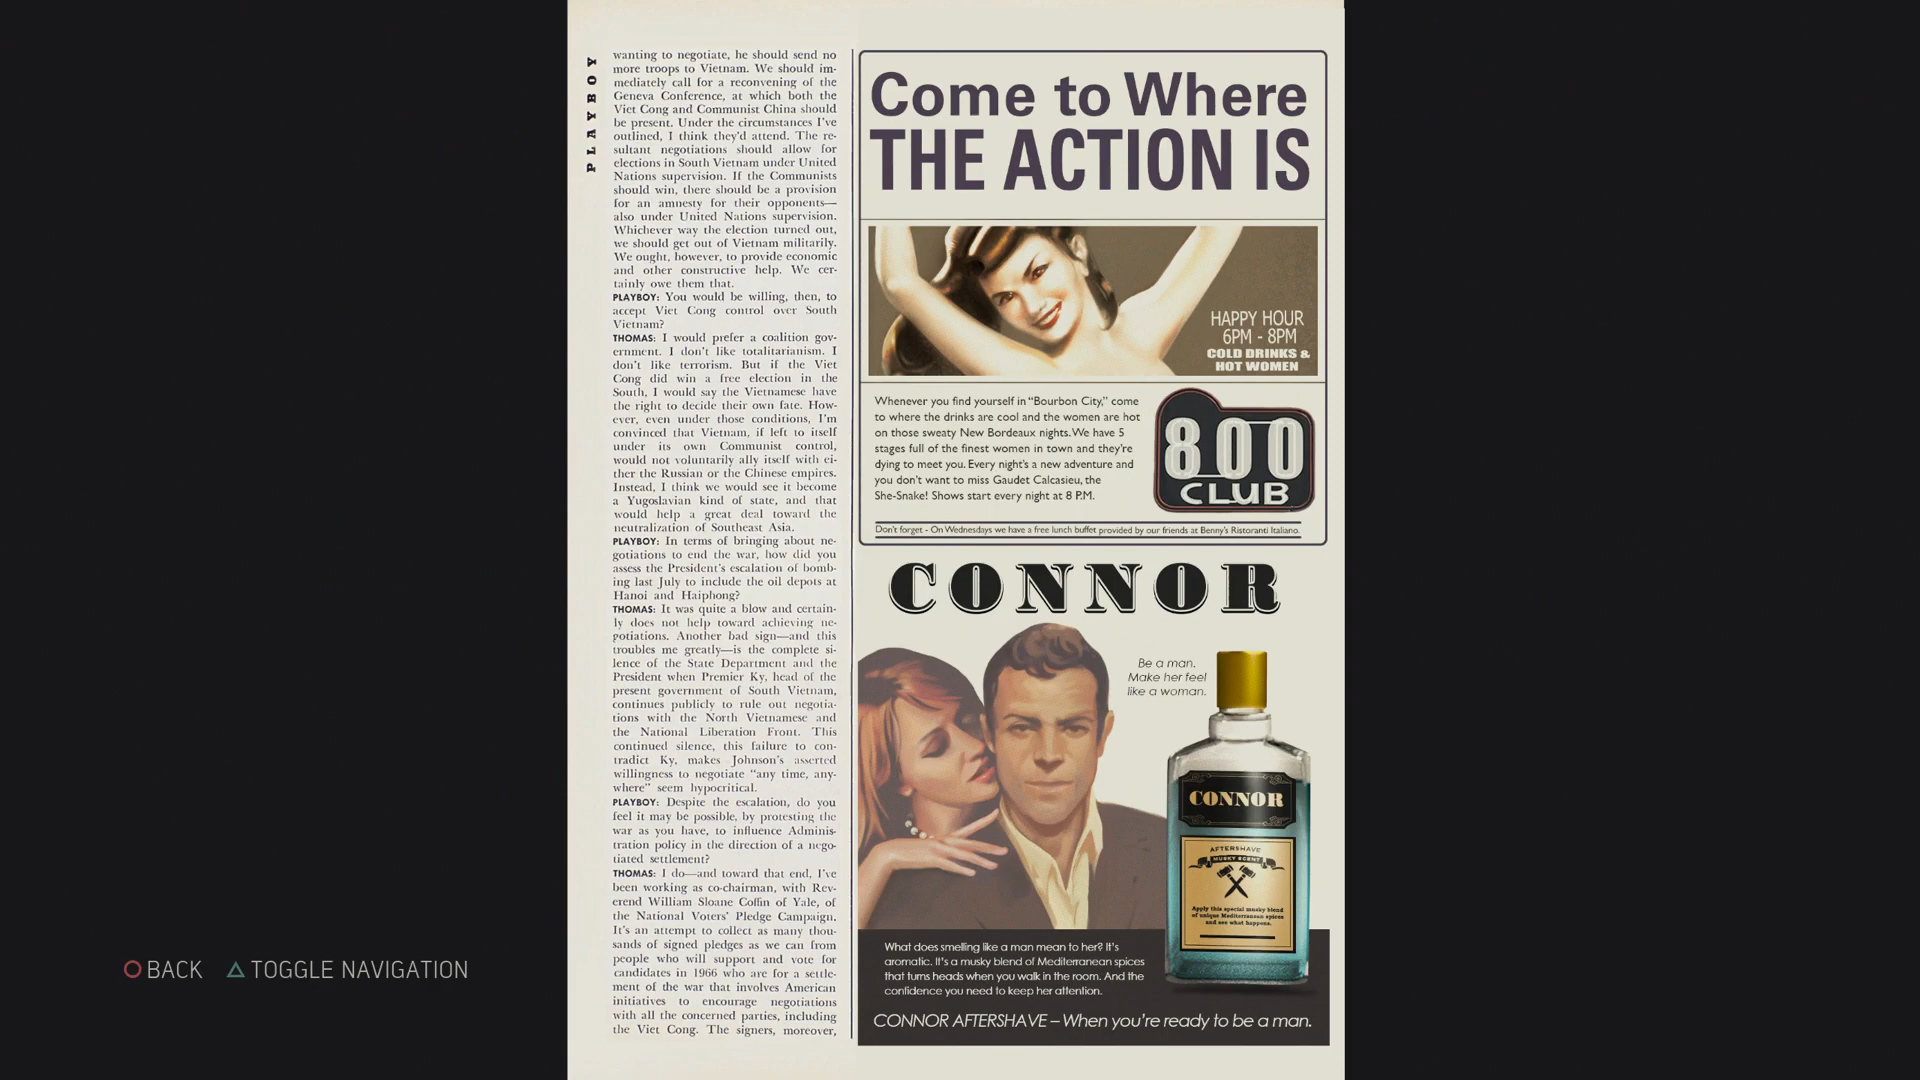 PLAYBOY
wanting to negotiate, he should send no
more troops to Vietnam. We should im-
mediately call for a reconvening of the
Geneva Conference, at which both the
Viet Cong and Communist China should
be present. Under the circumstances I've
outlined, I think they'd attend. The re-
sultant negotiations should allow for
elections in South Vietnam under United
Nations supervision. If the Communists
should win, there should be a provision
for an amnesty for their opponents—
also under United Nations supervision.
Whichever way the election turned out,
we should get out of Vietnam militarily.
We ought, however, to provide economic
and other constructive help. We cer-
tainly owe them that.
PLAYBOY: You would be willing, then, to
accept Viet Cong control over South
Vietnam?
THOMAS: I would prefer a coalition gov-
ernment. I don't like totalitarianism. I
don't like terrorism. But if the Viet
Cong did win a free election in the
South, I would say the Vietnamese have
the right to decide their own fate. How-
ever, even under those conditions, I'm
convinced that Vietnam, if left to itself
under its own Communist control,
would not voluntarily ally itself with ei-
ther the Russian or the Chinese empires.
Instead, I think we would see it become
a Yugoslavian kind of state, and that
would help a great deal toward the
neutralization of Southeast Asia.
PLAYBOY: In terms of bringing about ne-
gotiations to end the war, how did you
assess the President's escalation of bomb-
ing last July to include the oil depots at
Hanoi and Haiphong?
THOMAS: It was quite a blow and certain-
ly does not help toward achieving ne-
gotiations. Another bad sign—and this
troubles me greatly—is the complete si-
lence of the State Department and the
President when Premier Ky, head of the
present government of South Vietnam,
continues publicly to rule out negotia-
tions with the North Vietnamese and
the National Liberation Front. This
continued silence, this failure to con-
tradict Ky, makes Johnson's asserted
willingness to negotiate "any time, any-
where" seem hypocritical.
PLAYBOY: Despite the escalation, do you
feel it may be possible, by protesting the
war as you have, to influence Adminis-
tration policy in the direction of a nego-
tiated settlement?
THOMAS: I do—and toward that end, I've
been working as co-chairman, with Rev-
erend William Sloane Coffin of Yale, of
the National Voters' Pledge Campaign.
It's an attempt to collect as many thou-
sands of signed pledges as we can from
people who will support and vote for
candidates in 1966 who are for a settle-
ment of the war that involves American
initiatives to encourage negotiations
with all the concerned parties, including
the Viet Cong. The signers, moreover,
Come to Where
THE ACTION IS
HAPPY HOUR
6PM - 8PM
COLD DRINKS &
HOT WOMEN
Whenever you find yourself in "Bourbon City," come
to where the drinks are cool and the women are hot
on those sweaty New Bordeaux nights. We have 5
stages full of the finest women in town and they're
dying to meet you. Every night's a new adventure and
you don't want to miss Gaudet Calcasieu, the
She-Snake! Shows start every night at 8 P.M.
800
CLUB
Don't forget - On Wednesdays we have a free lunch buffet provided by our friends at Benny's Ristoranti Italiano.
CONNOR
Be a man.
Make her feel
like a woman.
CONNOR
AFTERSHAVE
MUSKY SCENT
Apply this special musky blend
of unique Mediterranean spices
and see what happens.
What does smelling like a man mean to her? It's
aromatic. It's a musky blend of Mediterranean spices
that turns heads when you walk in the room. And the
confidence you need to keep her attention.
CONNOR AFTERSHAVE – When you're ready to be a man.
BACK TOGGLE NAVIGATION